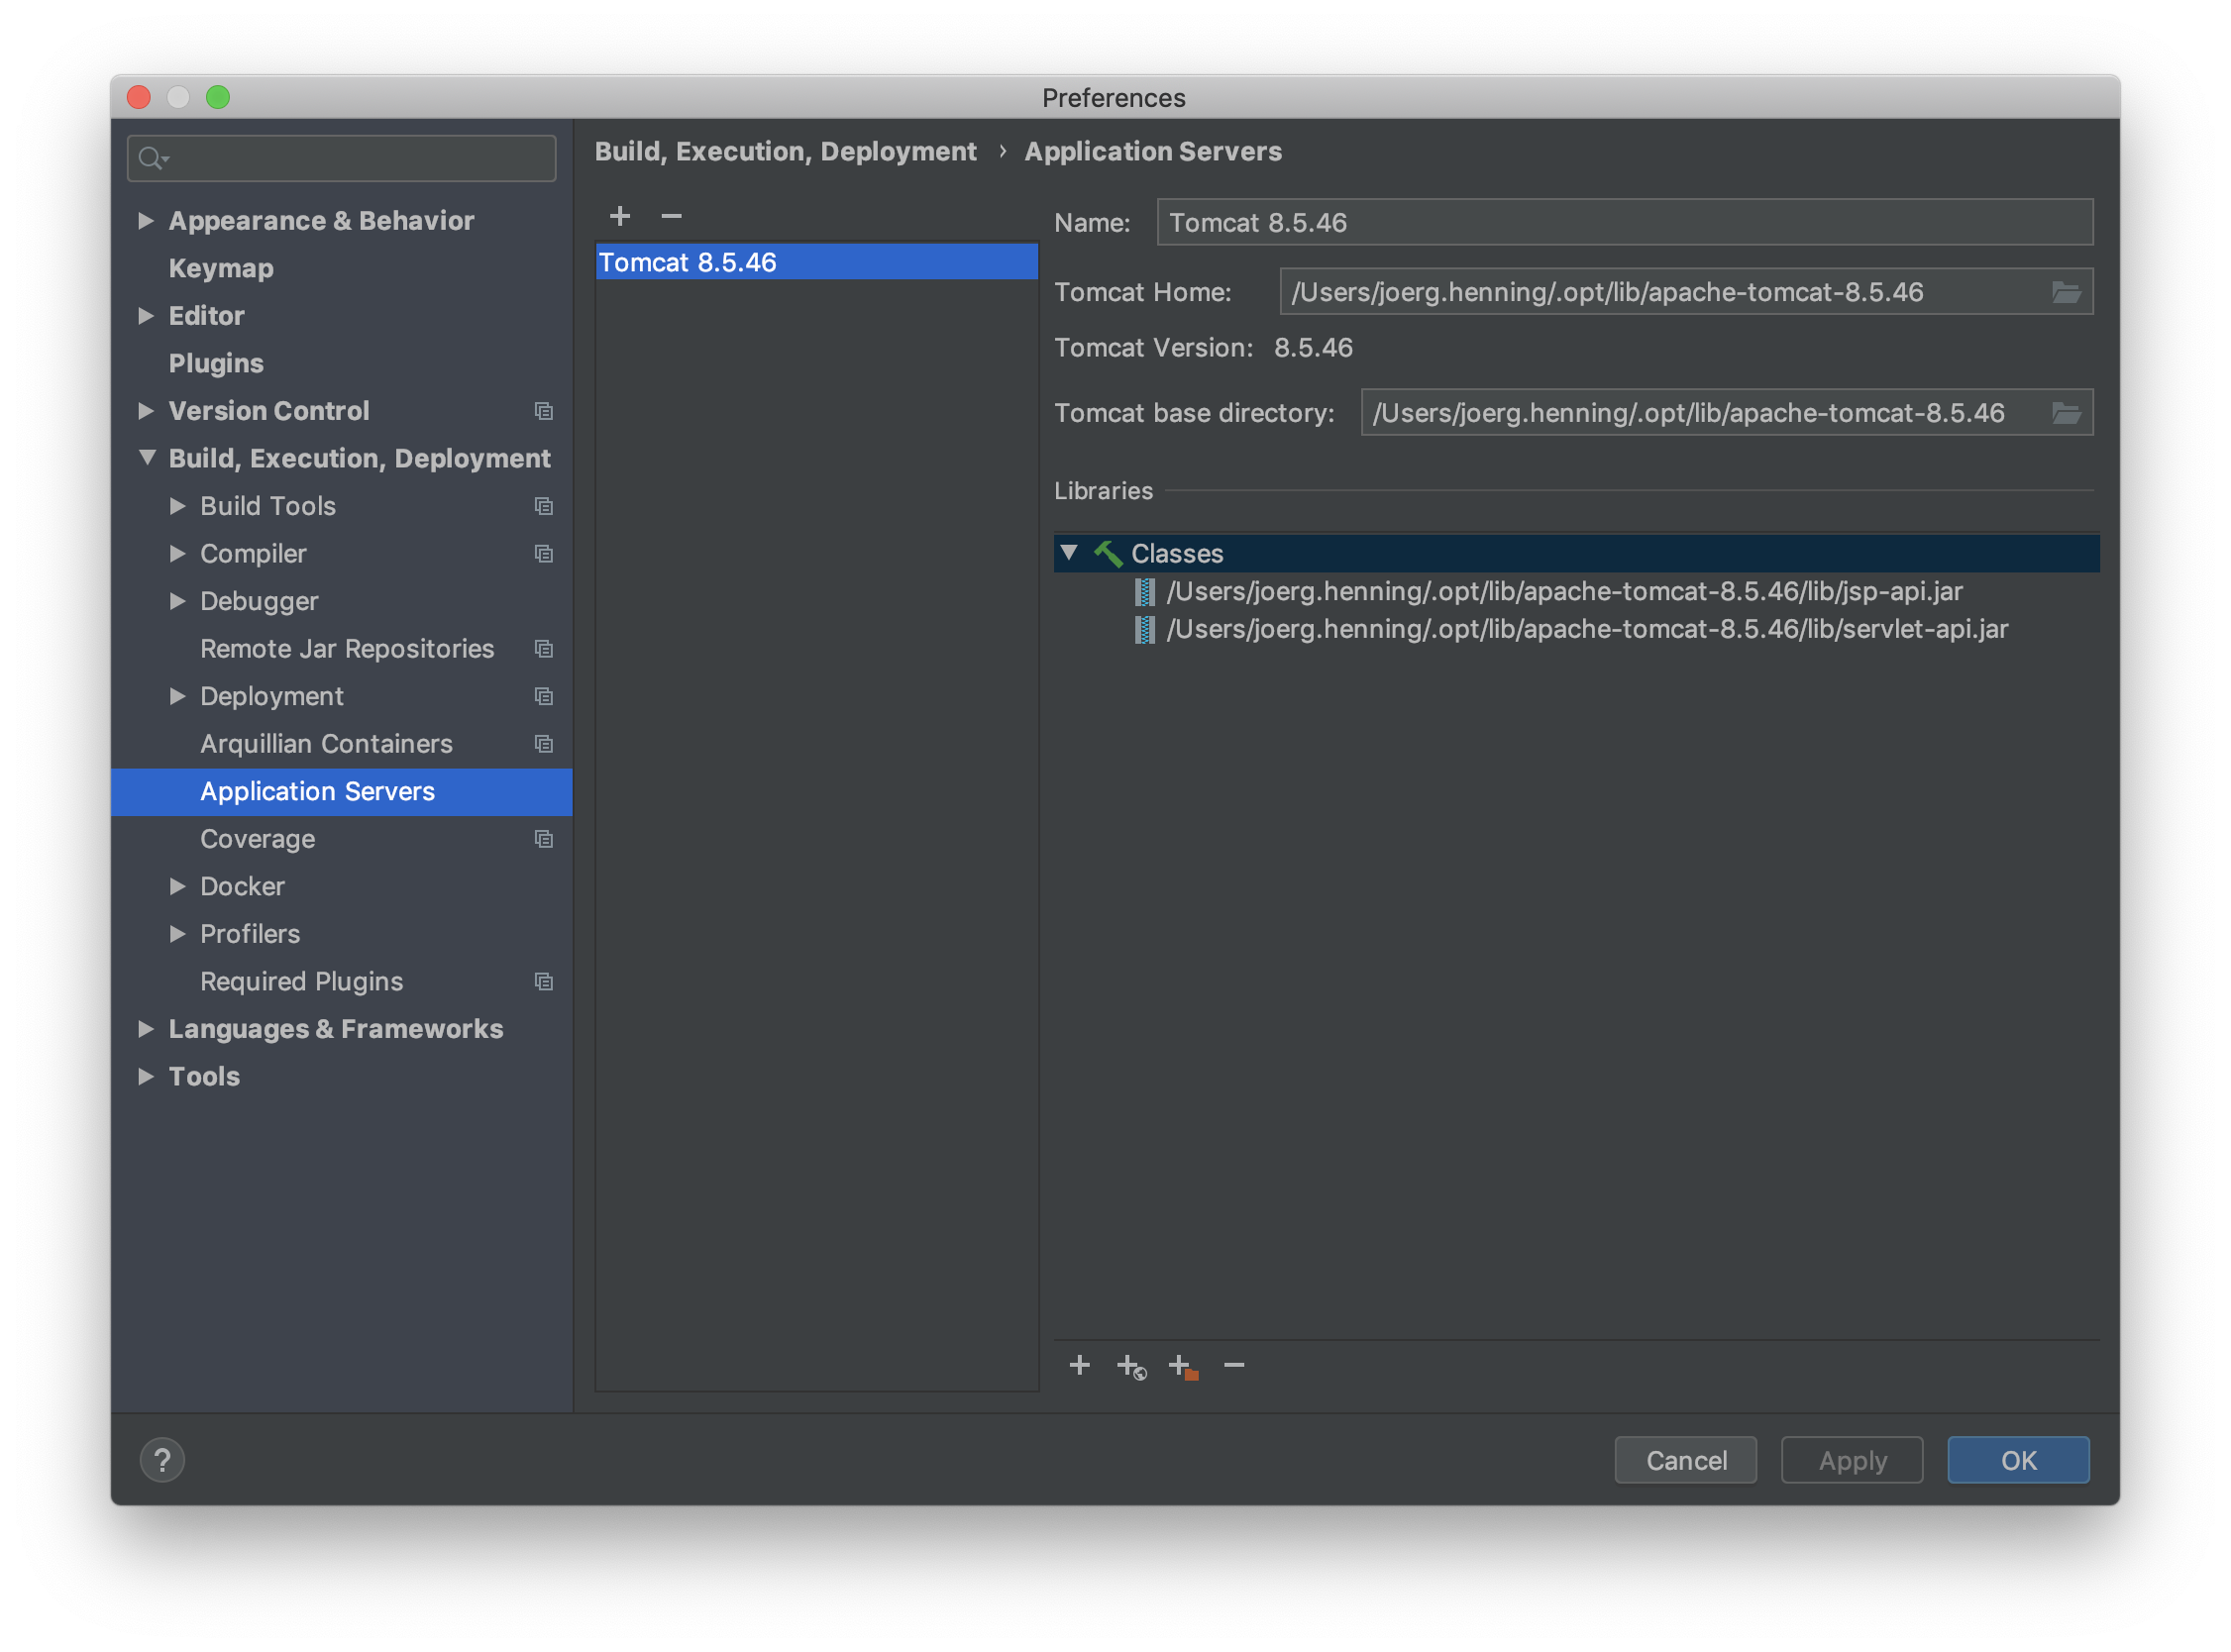 Preferences
Appearance & Behavior
Keymap
Editor
Plugins
Version Control
Build, Execution, Deployment
Build Tools
Compiler
Debugger
Remote Jar Repositories
Deployment
Arquillian Containers
Application Servers
Coverage
Docker
Profilers
Required Plugins
Languages & Frameworks
Tools
Build, Execution, Deployment › Application Servers
Tomcat 8.5.46
Name: Tomcat 8.5.46
Tomcat Home: /Users/joerg.henning/.opt/lib/apache-tomcat-8.5.46
Tomcat Version: 8.5.46
Tomcat base directory: /Users/joerg.henning/.opt/lib/apache-tomcat-8.5.46
Libraries
Classes
/Users/joerg.henning/.opt/lib/apache-tomcat-8.5.46/lib/jsp-api.jar
/Users/joerg.henning/.opt/lib/apache-tomcat-8.5.46/lib/servlet-api.jar
? Cancel Apply OK